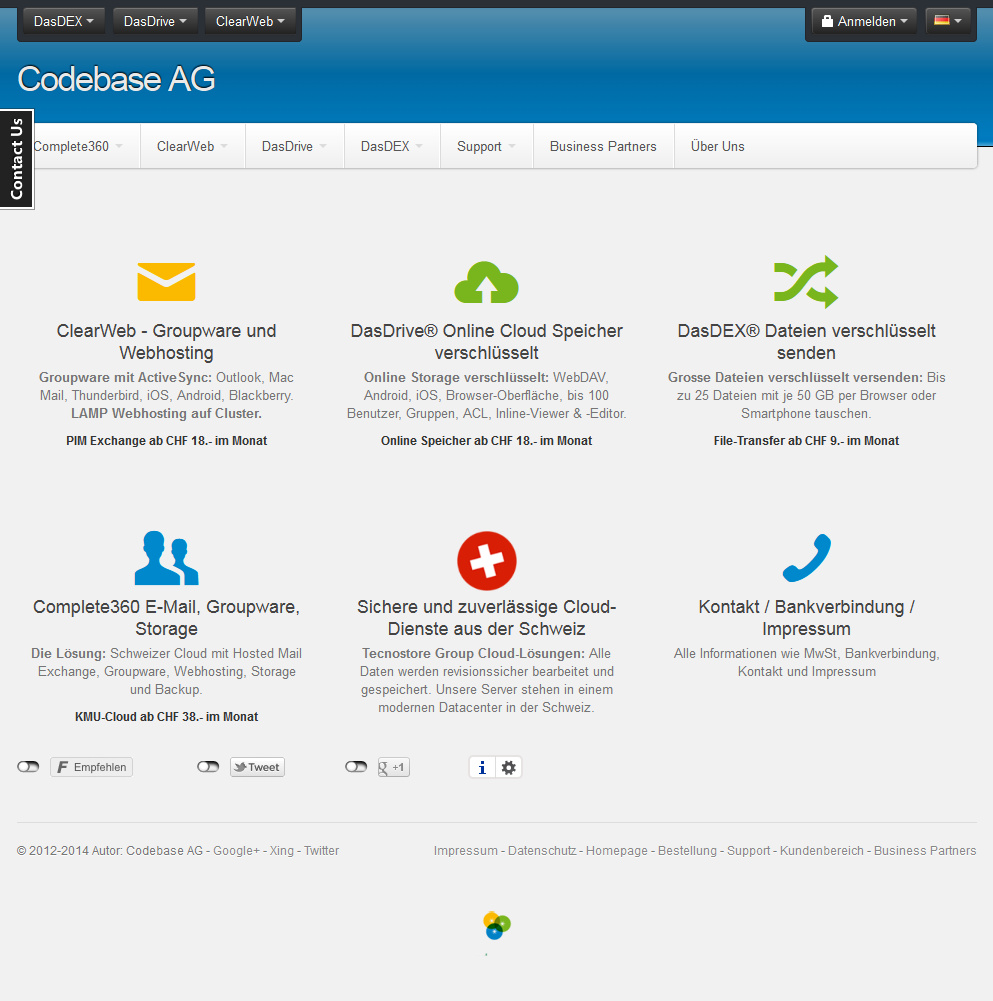 DasDEX DasDrive ClearWeb Anmelden
Codebase AG
Contact Us
Complete360 ClearWeb DasDrive DasDEX Support Business Partners Über Uns
ClearWeb - Groupware und
Webhosting
Groupware mit ActiveSync: Outlook, Mac
Mail, Thunderbird, iOS, Android, Blackberry.
LAMP Webhosting auf Cluster.
PIM Exchange ab CHF 18.- im Monat
DasDrive® Online Cloud Speicher
verschlüsselt
Online Storage verschlüsselt: WebDAV,
Android, iOS, Browser-Oberfläche, bis 100
Benutzer, Gruppen, ACL, Inline-Viewer & -Editor.
Online Speicher ab CHF 18.- im Monat
DasDEX® Dateien verschlüsselt
senden
Grosse Dateien verschlüsselt versenden: Bis
zu 25 Dateien mit je 50 GB per Browser oder
Smartphone tauschen.
File-Transfer ab CHF 9.- im Monat
Complete360 E-Mail, Groupware,
Storage
Die Lösung: Schweizer Cloud mit Hosted Mail
Exchange, Groupware, Webhosting, Storage
und Backup.
KMU-Cloud ab CHF 38.- im Monat
Sichere und zuverlässige Cloud-
Dienste aus der Schweiz
Tecnostore Group Cloud-Lösungen: Alle
Daten werden revisionssicher bearbeitet und
gespeichert. Unsere Server stehen in einem
modernen Datacenter in der Schweiz.
Kontakt / Bankverbindung /
Impressum
Alle Informationen wie MwSt, Bankverbindung,
Kontakt und Impressum
F Empfehlen Tweet g +1 i
© 2012-2014 Autor: Codebase AG - Google+ - Xing - Twitter
Impressum - Datenschutz - Homepage - Bestellung - Support - Kundenbereich - Business Partners